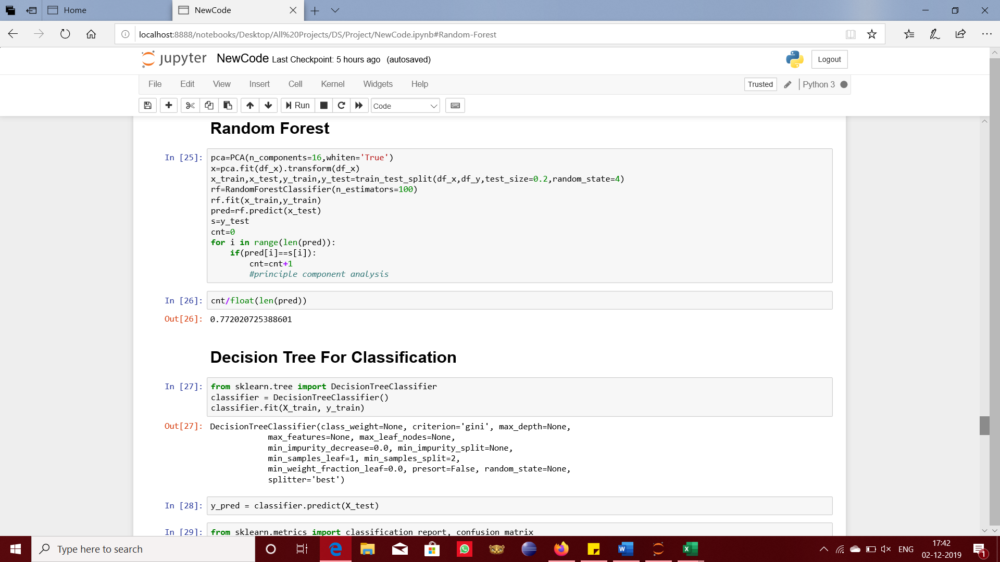 Home
NewCode
localhost:8888/notebooks/Desktop/All%20Projects/DS/Project/NewCode.ipynb#Random-Forest
jupyter NewCode Last Checkpoint: 5 hours ago (autosaved)
Logout
File Edit View Insert Cell Kernel Widgets Help
Trusted Python 3
Run Code
Random Forest
In [25]: pca=PCA(n_components=16,whiten='True')
x=pca.fit(df_x).transform(df_x)
x_train,x_test,y_train,y_test=train_test_split(df_x,df_y,test_size=0.2,random_state=4)
rf=RandomForestClassifier(n_estimators=100)
rf.fit(x_train,y_train)
pred=rf.predict(x_test)
s=y_test
cnt=0
for i in range(len(pred)):
    if(pred[i]==s[i]):
        cnt=cnt+1
        #principle component analysis
In [26]: cnt/float(len(pred))
Out[26]: 0.772020725388601
Decision Tree For Classification
In [27]: from sklearn.tree import DecisionTreeClassifier
classifier = DecisionTreeClassifier()
classifier.fit(X_train, y_train)
Out[27]: DecisionTreeClassifier(class_weight=None, criterion='gini', max_depth=None,
            max_features=None, max_leaf_nodes=None,
            min_impurity_decrease=0.0, min_impurity_split=None,
            min_samples_leaf=1, min_samples_split=2,
            min_weight_fraction_leaf=0.0, presort=False, random_state=None,
            splitter='best')
In [28]: y_pred = classifier.predict(X_test)
In [29]: from sklearn.metrics import classification_report, confusion_matrix
Type here to search
ENG
17:42
02-12-2019
1